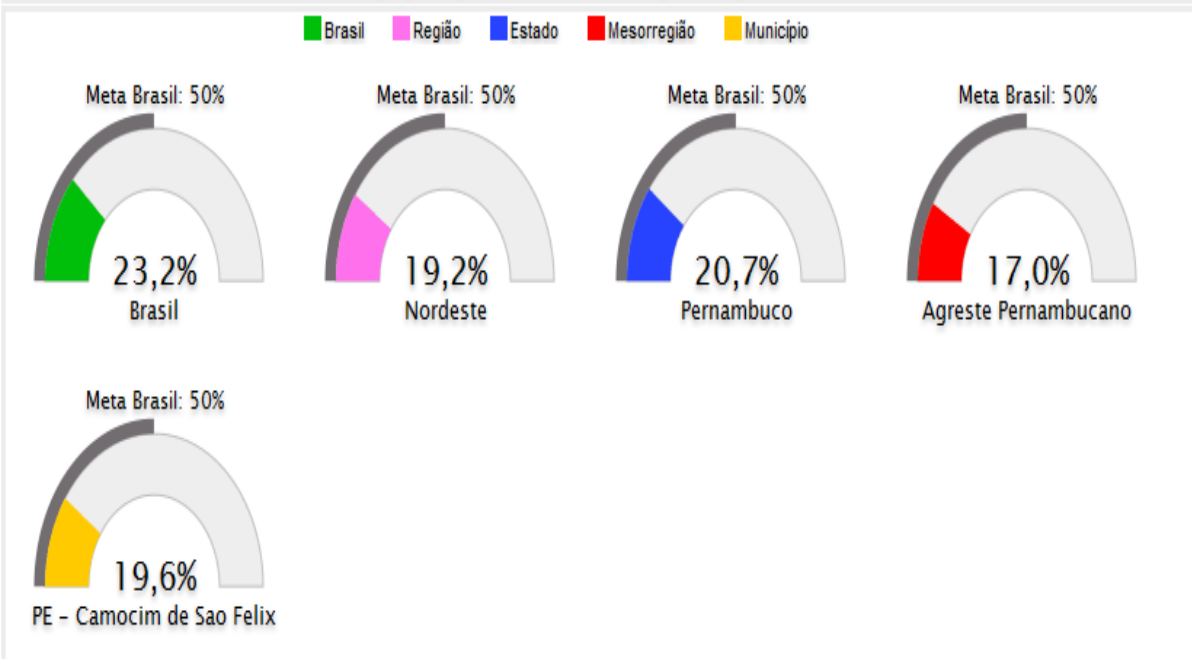 Brasil Região Estado Mesorregião Município
Meta Brasil: 50% Meta Brasil: 50% Meta Brasil: 50% Meta Brasil: 50%
23,2% 19,2% 20,7% 17,0%
Brasil Nordeste Pernambuco Agreste Pernambucano
Meta Brasil: 50%
19,6%
PE – Camocim de Sao Felix